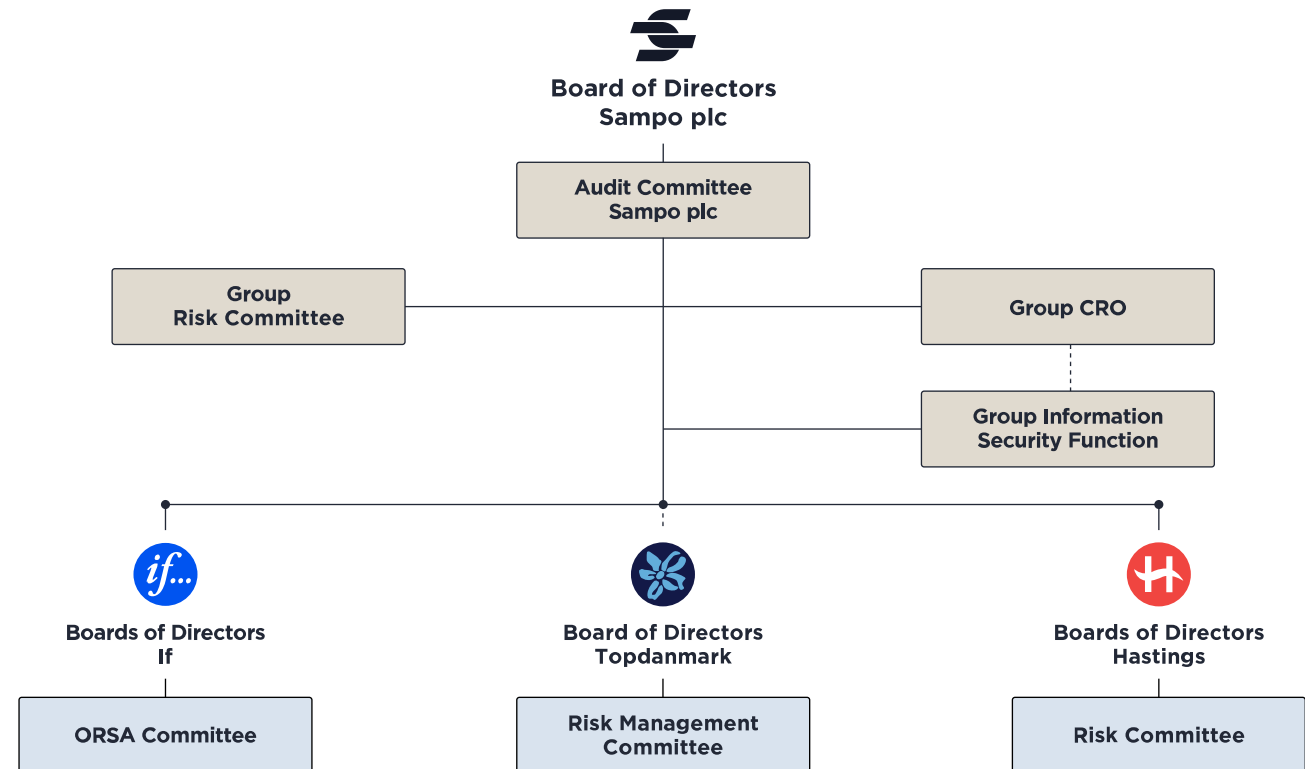 Board of Directors
Sampo plc
Audit Committee
Sampo plc
Group
Risk Committee
Group CRO
Group Information
Security Function
if...
H
Boards of Directors
If
Board of Directors
Topdanmark
Boards of Directors
Hastings
ORSA Committee
Risk Management
Committee
Risk Committee